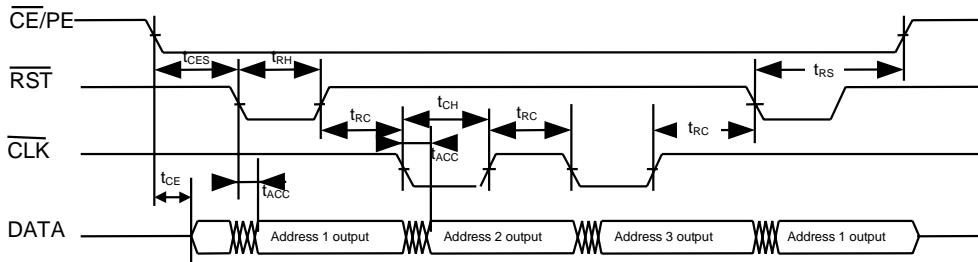 CE/PE
tCES
tRH
RST
tRS
tRC
tCH
tRC
tRC
CLK
tACC
tCE
tACC
DATA
Address 1 output
Address 2 output
Address 3 output
Address 1 output